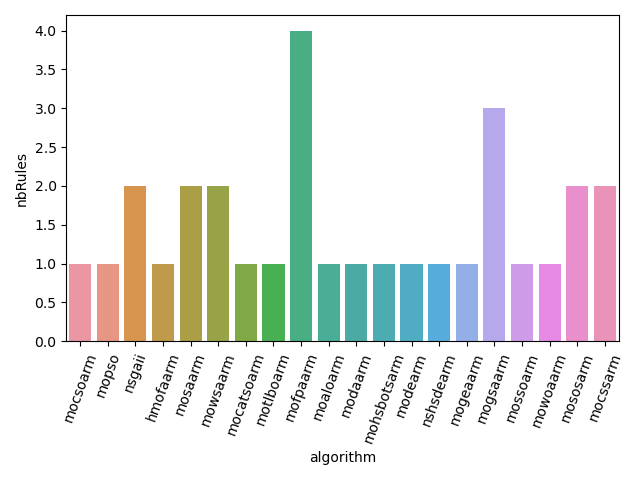 4.0
3.5
3.0
2.5
2.0
1.5
1.0
0.5
0.0
nbRules
mocsoarm
mopso
nsgaii
hmofaarm
mosaarm
mowsaarm
mocatsoarm
motlboarm
mofpaarm
moaloarm
modaarm
mohsbotsarm
modearm
nshsdearm
mogeaarm
mogsaarm
mossoarm
mowoaarm
mososarm
mocssarm
algorithm